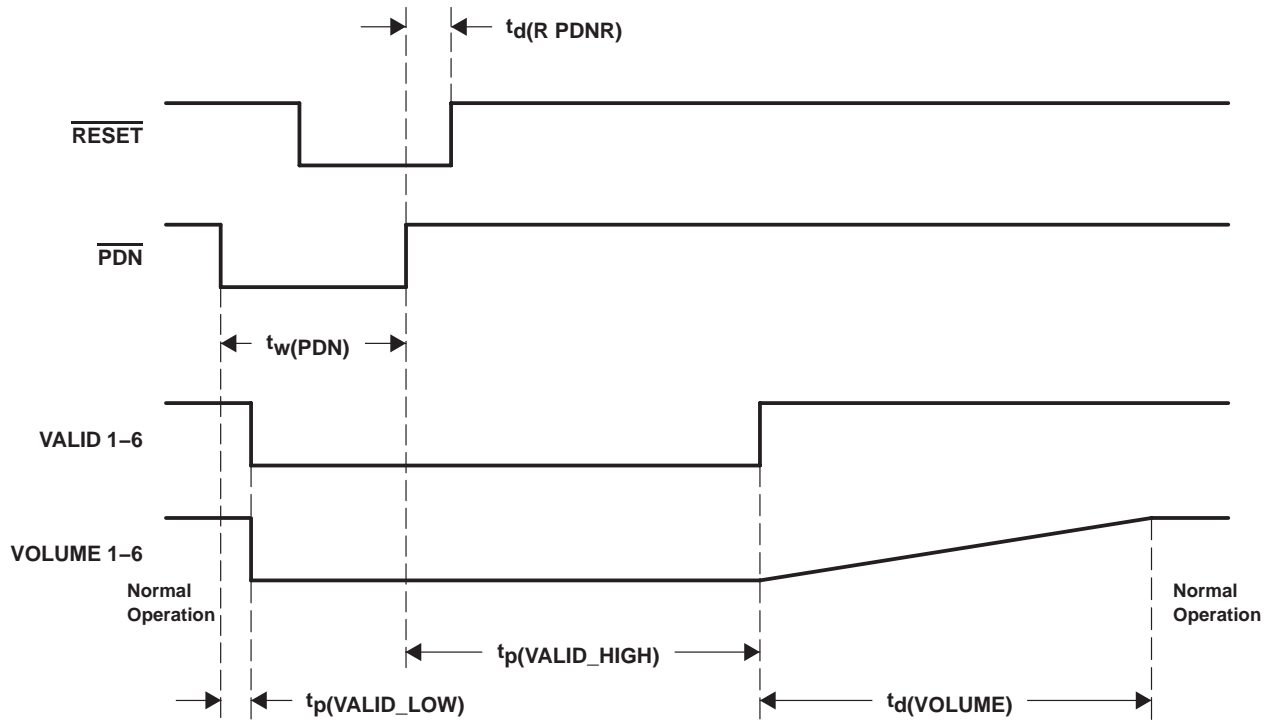 td(R PDNR)
RESET
PDN
tw(PDN)
VALID 1–6
VOLUME 1–6
Normal
Operation
Normal
Operation
tp(VALID_HIGH)
tp(VALID_LOW)
td(VOLUME)